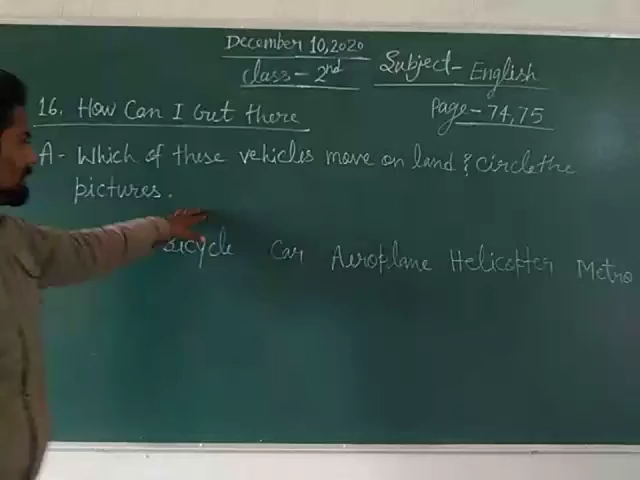 December 10,2020
Class - 2nd
Subject - English
Page - 74,75
16. How Can I Gut there
A - Which of these vehicles move on land & circle the
pictures.
Bicycle Car Aeroplane Helicopter Metro